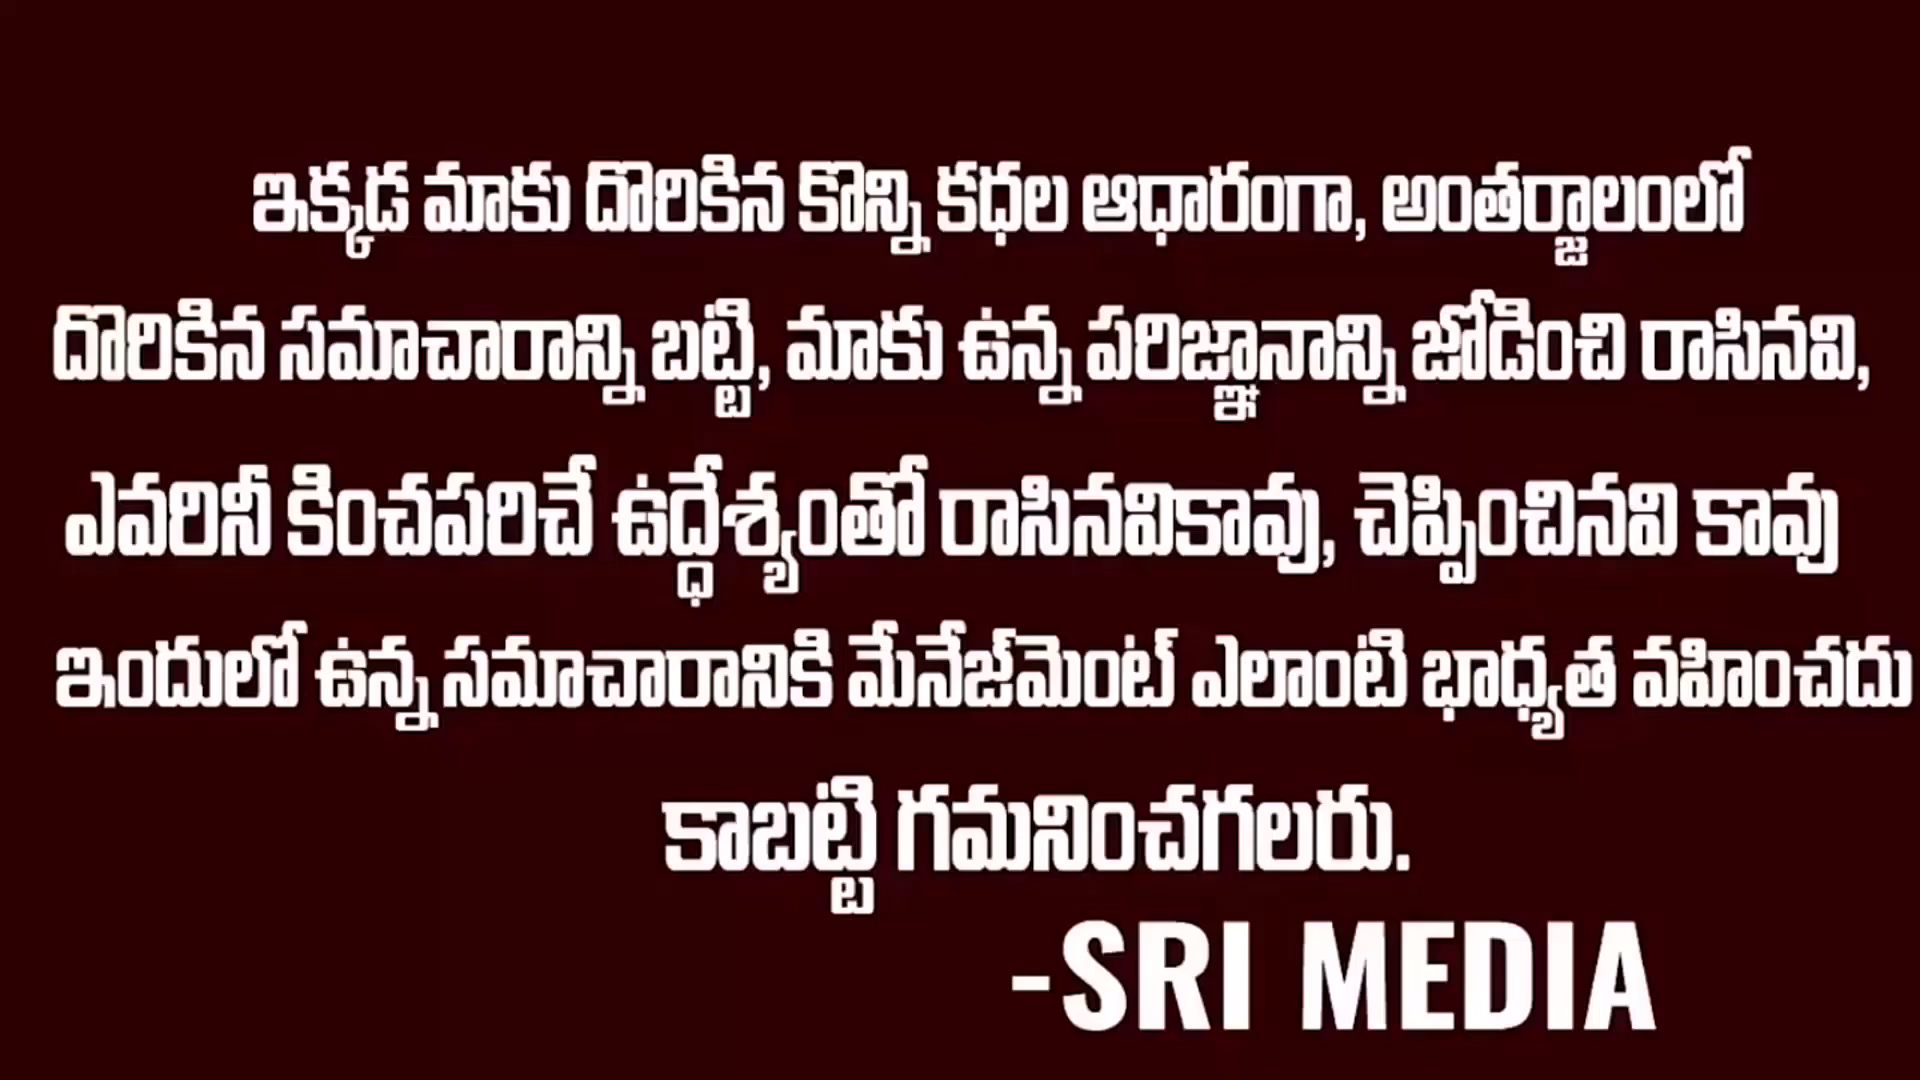 ఇక్కడ మాకు దొరికిన కొన్ని కధల ఆధారంగా, అంతర్జాలంలో
దొరికిన సమాచారాన్ని బట్టి, మాకు ఉన్న పరిజ్ఞానాన్ని జోడించి రాసినవి,
ఎవరినీ కించపరిచే ఉద్ధేశ్యంతో రాసినవికావు, చెప్పించినవి కావు
ఇందులో ఉన్న సమాచారానికి మేనేజ్‌మెంట్ ఎలాంటి భాధ్యత వహించదు
కాబట్టి గమనించగలరు.
-SRI MEDIA